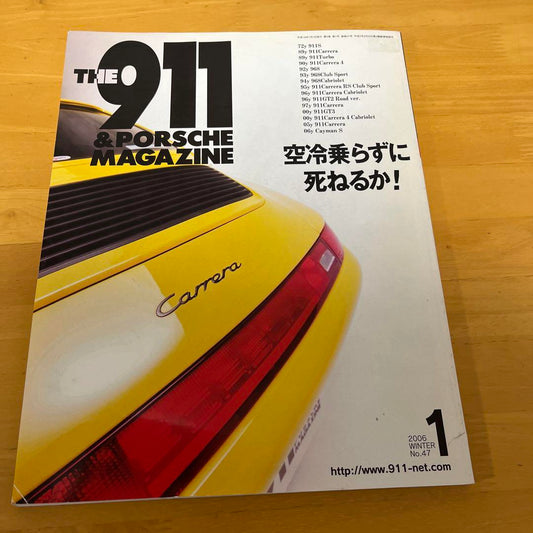 THE 911
& PORSCHE
MAGAZINE
72y 911S
89y 911Carrera
89y 911Turbo
90y 911Carrera 4
92y 968
93y 968Club Sport
94y 968Cabriolet
95y 911Carrera RS Club Sport
96y 911Carrera Cabriolet
96y 911GT2 Road ver.
97y 911Carrera
00y 911GT3
00y 911Carrera 4 Cabriolet
05y 911Carrera
06y Cayman S
空冷乗らずに
死ねるか!
Carrera
2006
WINTER
No.47
1
http://www.911-net.com